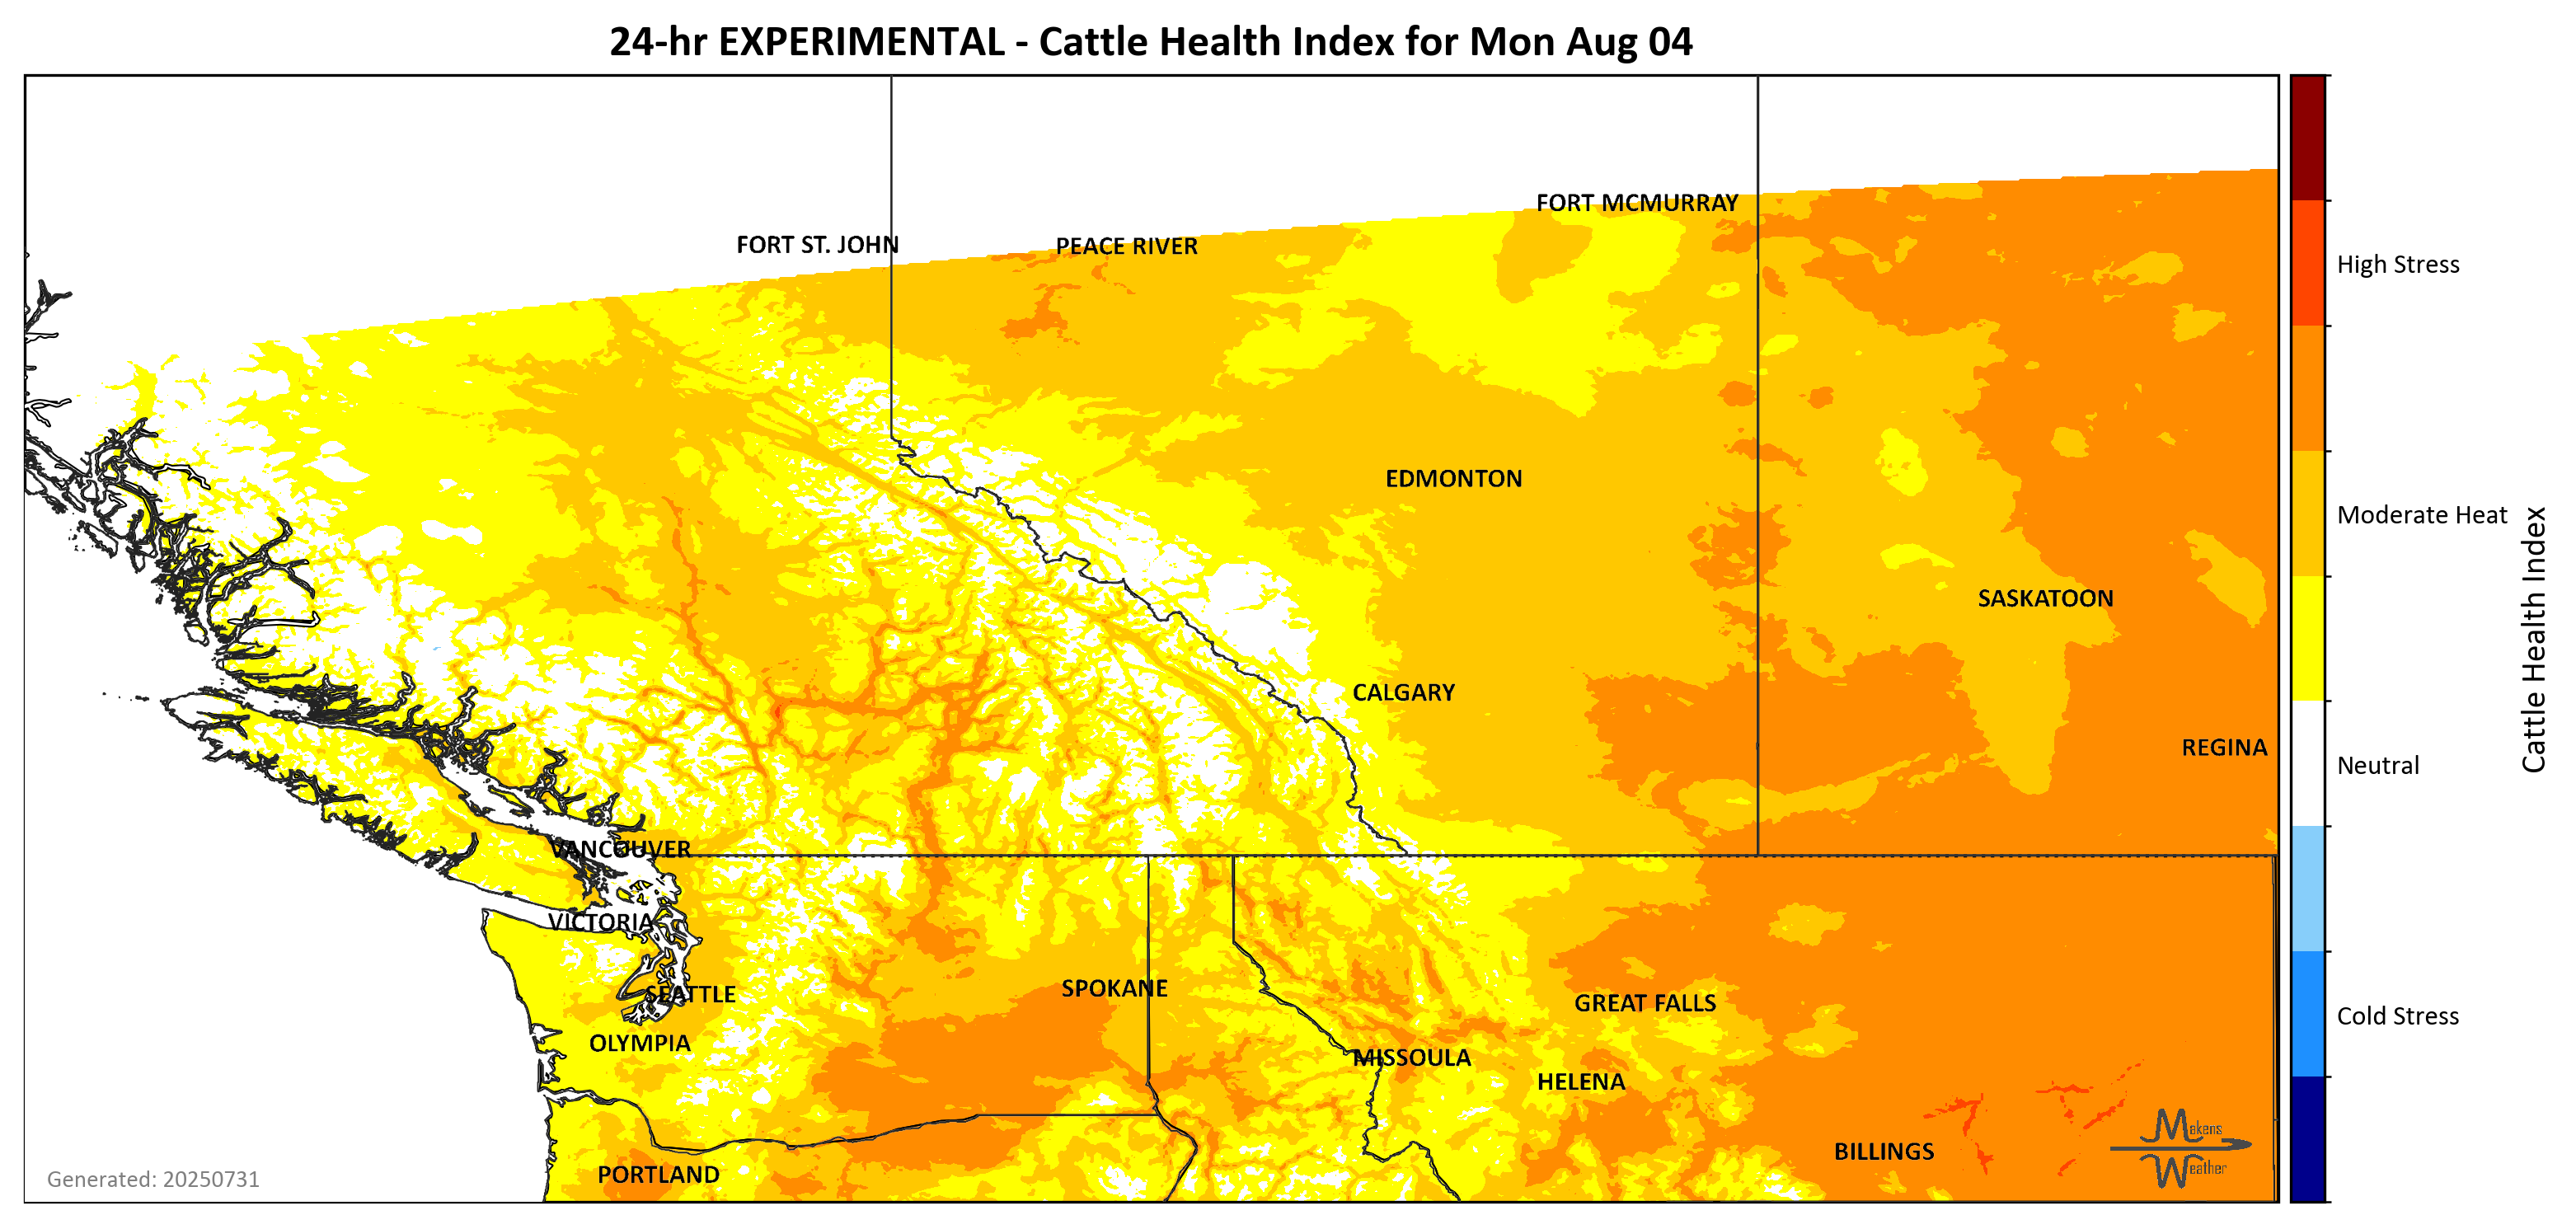 24-hr EXPERIMENTAL - Cattle Health Index for Mon Aug 04
FORT MCMURRAY
FORT ST. JOHN
PEACE RIVER
High Stress
EDMONTON
Moderate Heat
SASKATOON
Cattle Health Index
CALGARY
REGINA
Neutral
VANCOUVER
VICTORIA
SPOKANE
SEATTLE
GREAT FALLS
Cold Stress
OLYMPIA
MISSOULA
HELENA
Makens
BILLINGS
Weather
PORTLAND
Generated: 20250731